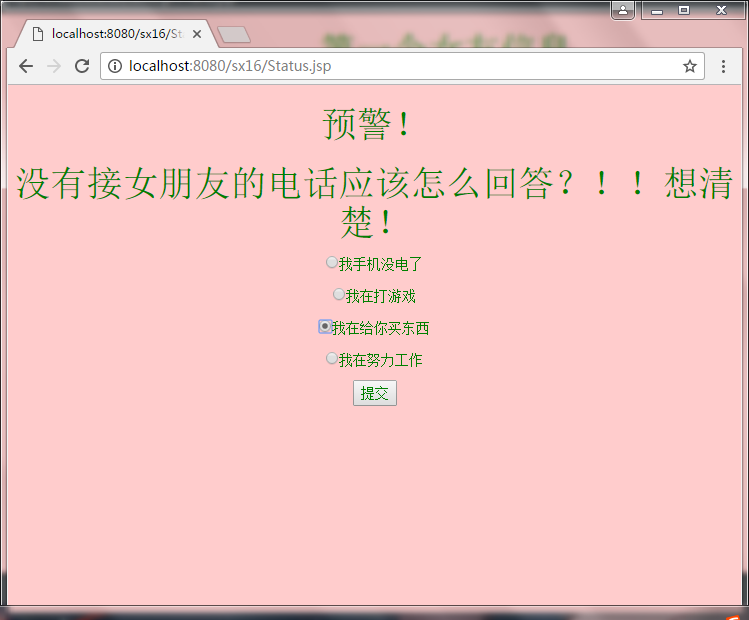 localhost:8080/sx16/Sta
localhost:8080/sx16/Status.jsp
预警！
没有接女朋友的电话应该怎么回答？！！想清
楚！
我手机没电了
我在打游戏
我在给你买东西
我在努力工作
提交